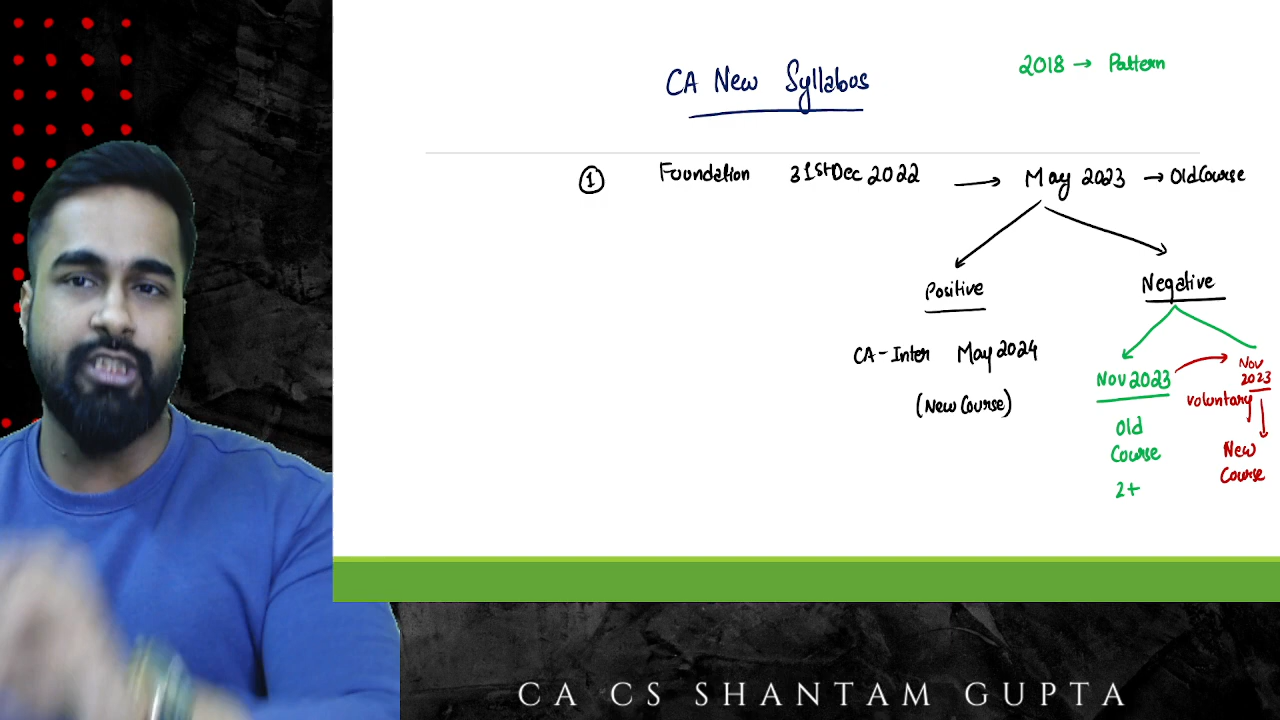 2018 → Pattern
CA New Syllabos
① Foundation 31st Dec 2022 → May 2023 → Old Course
Positive
Negative
CA-Inter May 2024
(New Course)
Nov 2023
Old
Course
2+
voluntary
Nov
2023
New
Course
CA CS SHANTAM GUPTA